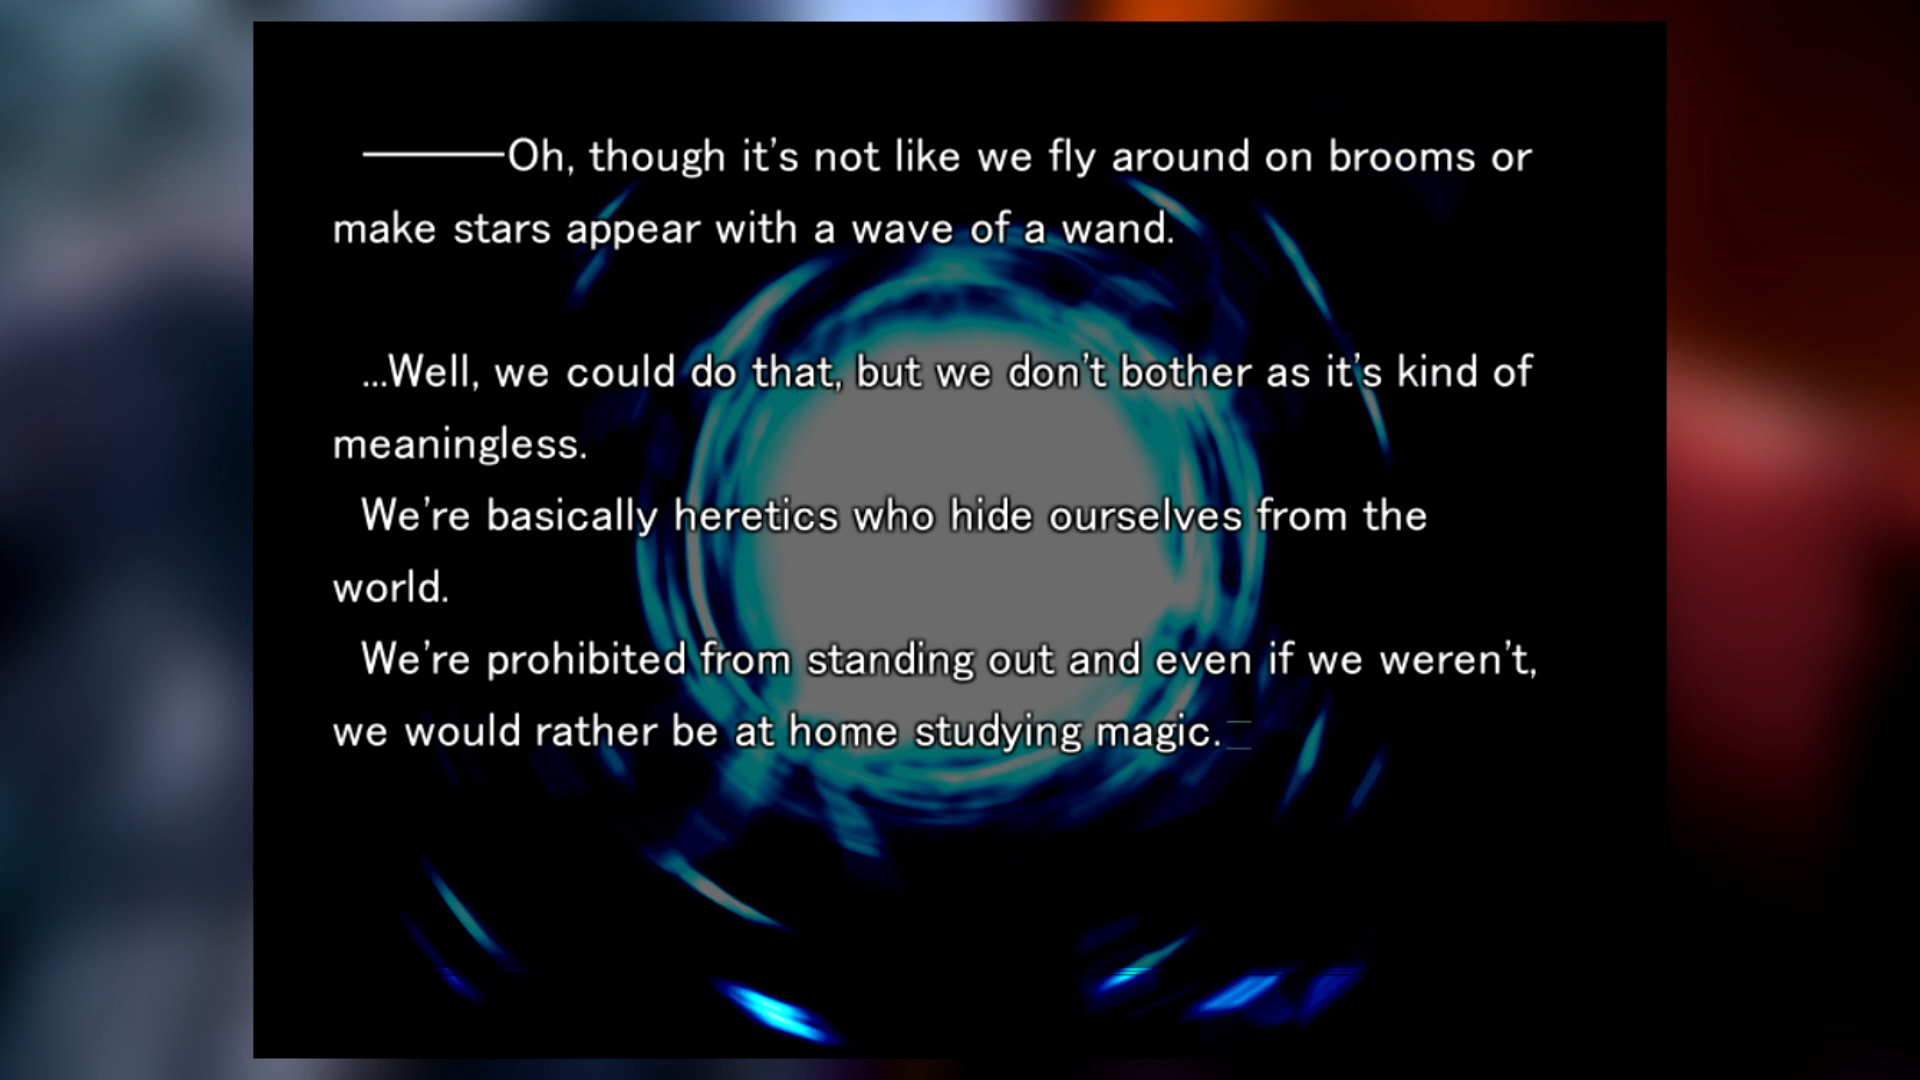 ————Oh, though it’s not like we fly around on brooms or
make stars appear with a wave of a wand.
...Well, we could do that, but we don’t bother as it’s kind of
meaningless.
We’re basically heretics who hide ourselves from the
world.
We’re prohibited from standing out and even if we weren’t,
we would rather be at home studying magic.